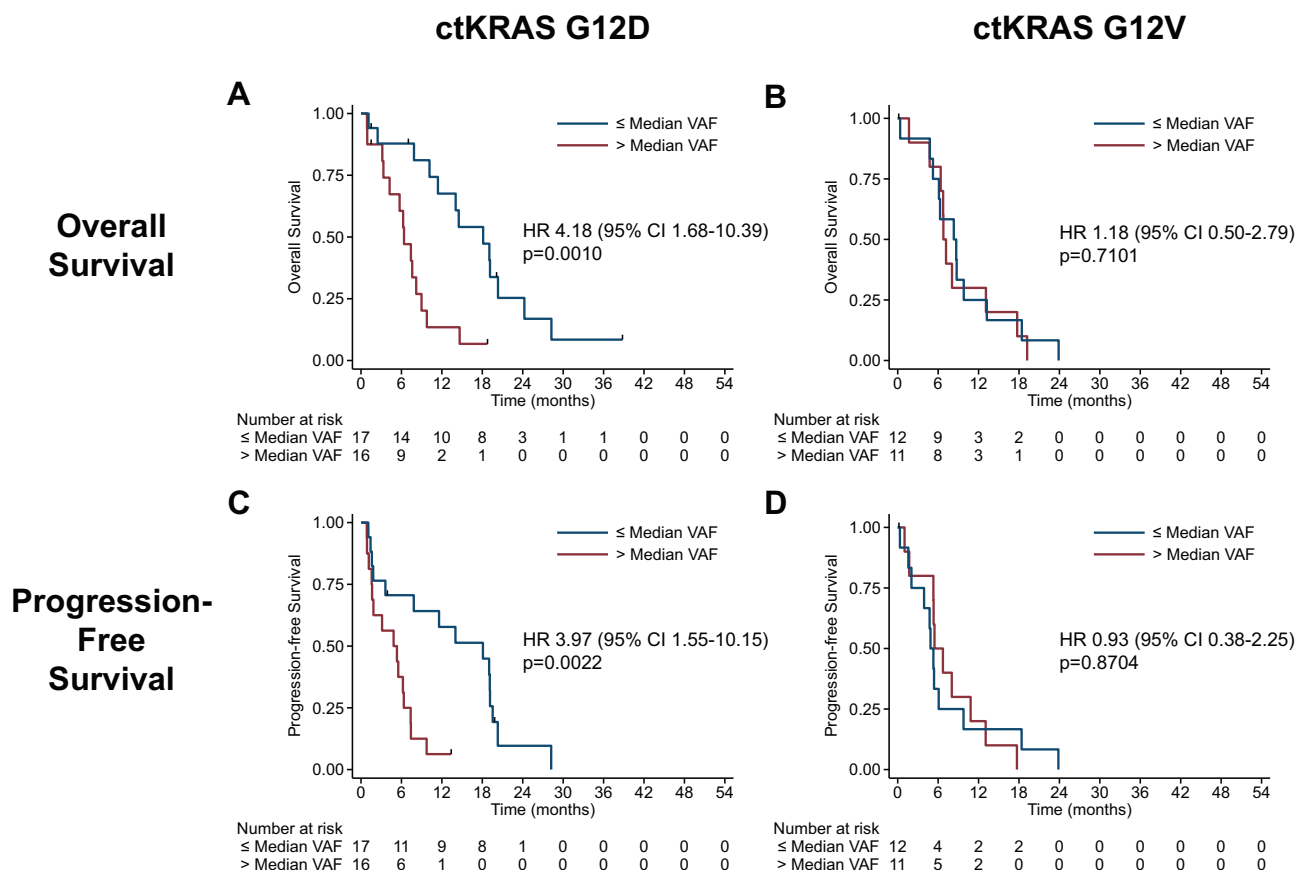 ctKRAS G12D
ctKRAS G12V
Overall
Survival
A
1.00
0.75
0.50
0.25
0.00
Overall Survival
≤ Median VAF
> Median VAF
HR 4.18 (95% CI 1.68-10.39)
p=0.0010
0 6 12 18 24 30 36 42 48 54
Time (months)
Number at risk
≤ Median VAF 17 14 10 8 3 1 1 0 0 0
> Median VAF 16 9 2 1 0 0 0 0 0 0
B
1.00
0.75
0.50
0.25
0.00
Overall Survival
≤ Median VAF
> Median VAF
HR 1.18 (95% CI 0.50-2.79)
p=0.7101
0 6 12 18 24 30 36 42 48 54
Time (months)
Number at risk
≤ Median VAF 12 9 3 2 0 0 0 0 0 0
> Median VAF 11 8 3 1 0 0 0 0 0 0
Progression-
Free
Survival
C
1.00
0.75
0.50
0.25
0.00
Progression-free Survival
≤ Median VAF
> Median VAF
HR 3.97 (95% CI 1.55-10.15)
p=0.0022
0 6 12 18 24 30 36 42 48 54
Time (months)
Number at risk
≤ Median VAF 17 11 9 8 1 0 0 0 0 0
> Median VAF 16 6 1 0 0 0 0 0 0 0
D
1.00
0.75
0.50
0.25
0.00
Progression-free Survival
≤ Median VAF
> Median VAF
HR 0.93 (95% CI 0.38-2.25)
p=0.8704
0 6 12 18 24 30 36 42 48 54
Time (months)
Number at risk
≤ Median VAF 12 4 2 2 0 0 0 0 0 0
> Median VAF 11 5 2 0 0 0 0 0 0 0